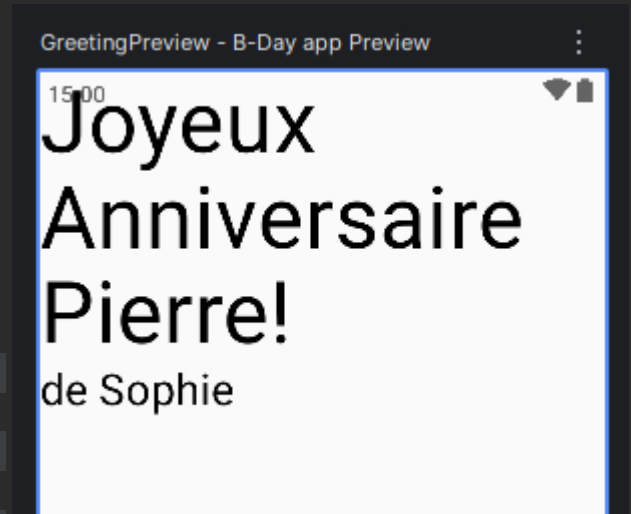 GreetingPreview - B-Day app Preview
15:00
Joyeux
Anniversaire
Pierre!
de Sophie